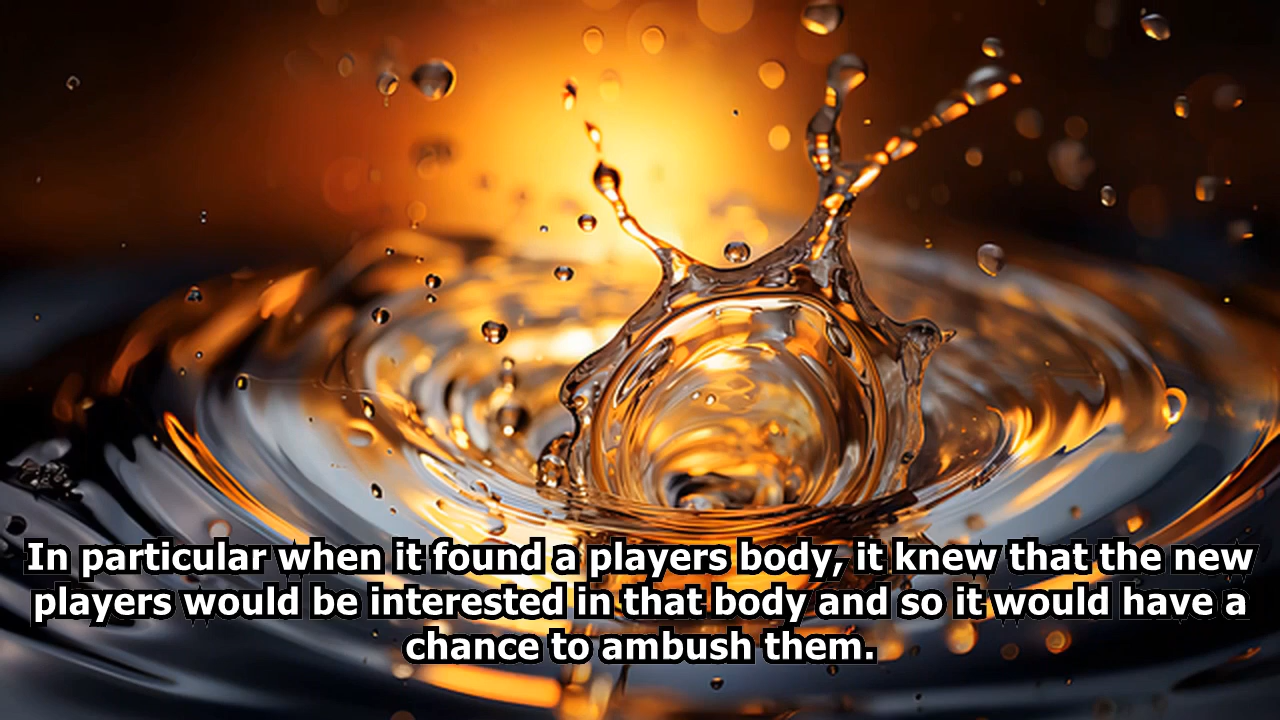 In particular when it found a players body, it knew that the new
players would be interested in that body and so it would have a
chance to ambush them.